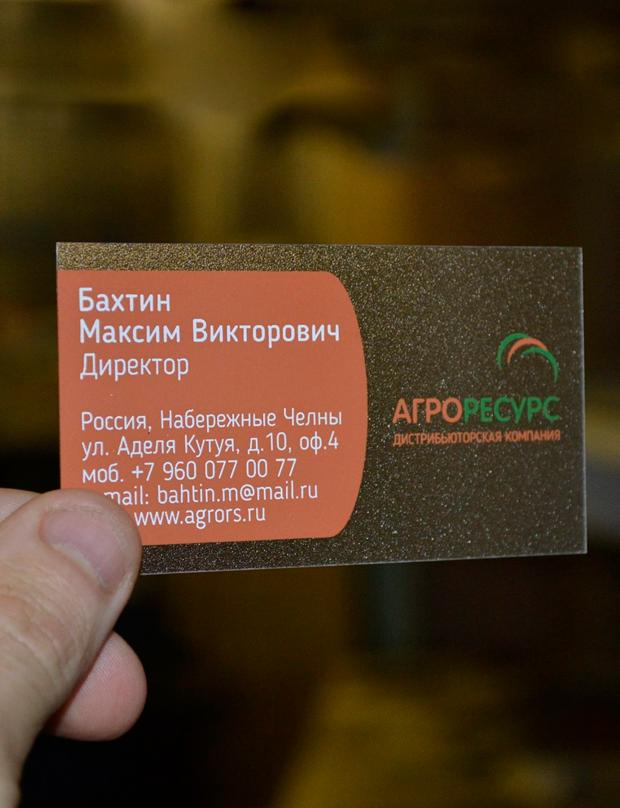 Бахтин
Максим Викторович
Директор
Россия, Набережные Челны
ул. Аделя Кутуя, д.10, оф.4
моб. +7 960 077 00 77
mail: bahtin.m@mail.ru
www.agrors.ru
АГРОРЕСУРС
ДИСТРИБЬЮТОРСКАЯ КОМПАНИЯ